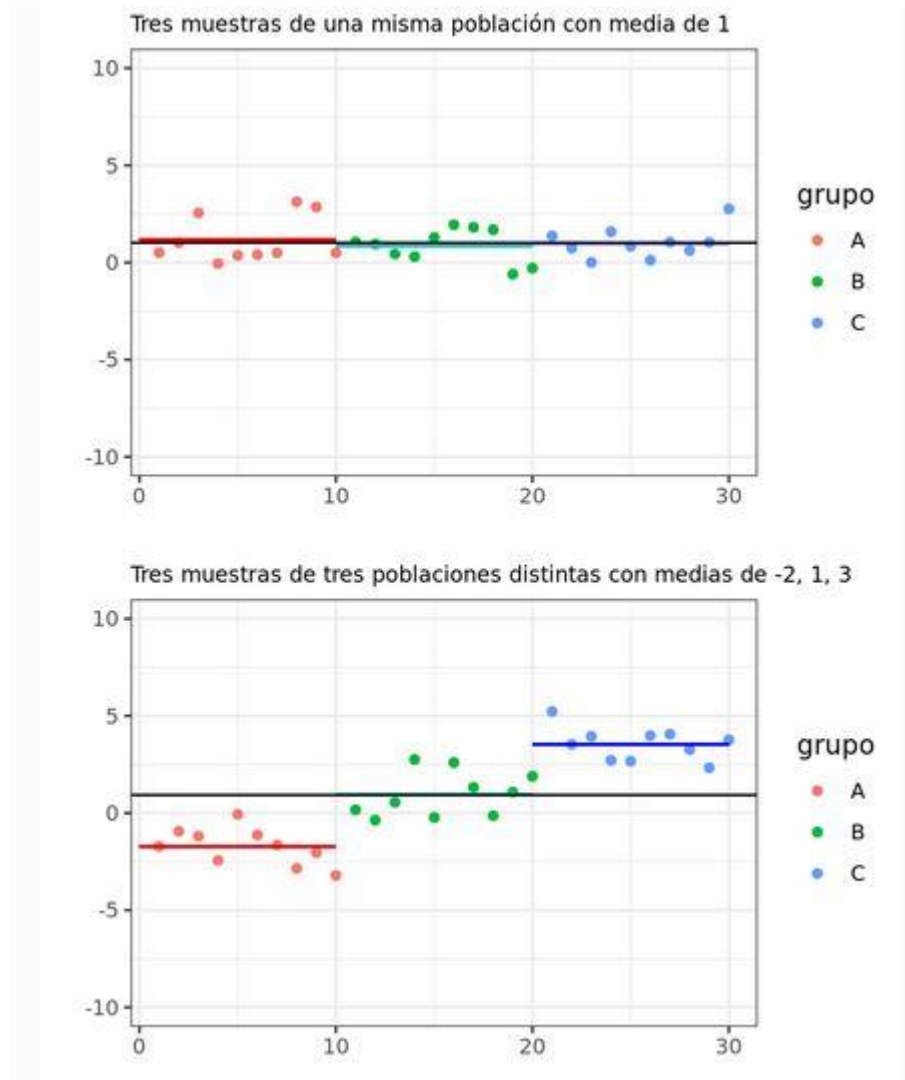 Tres muestras de una misma población con media de 1
10
5
0
-5
-10
0 10 20 30
grupo
A
B
C
Tres muestras de tres poblaciones distintas con medias de -2, 1, 3
10
5
0
-5
-10
0 10 20 30
grupo
A
B
C